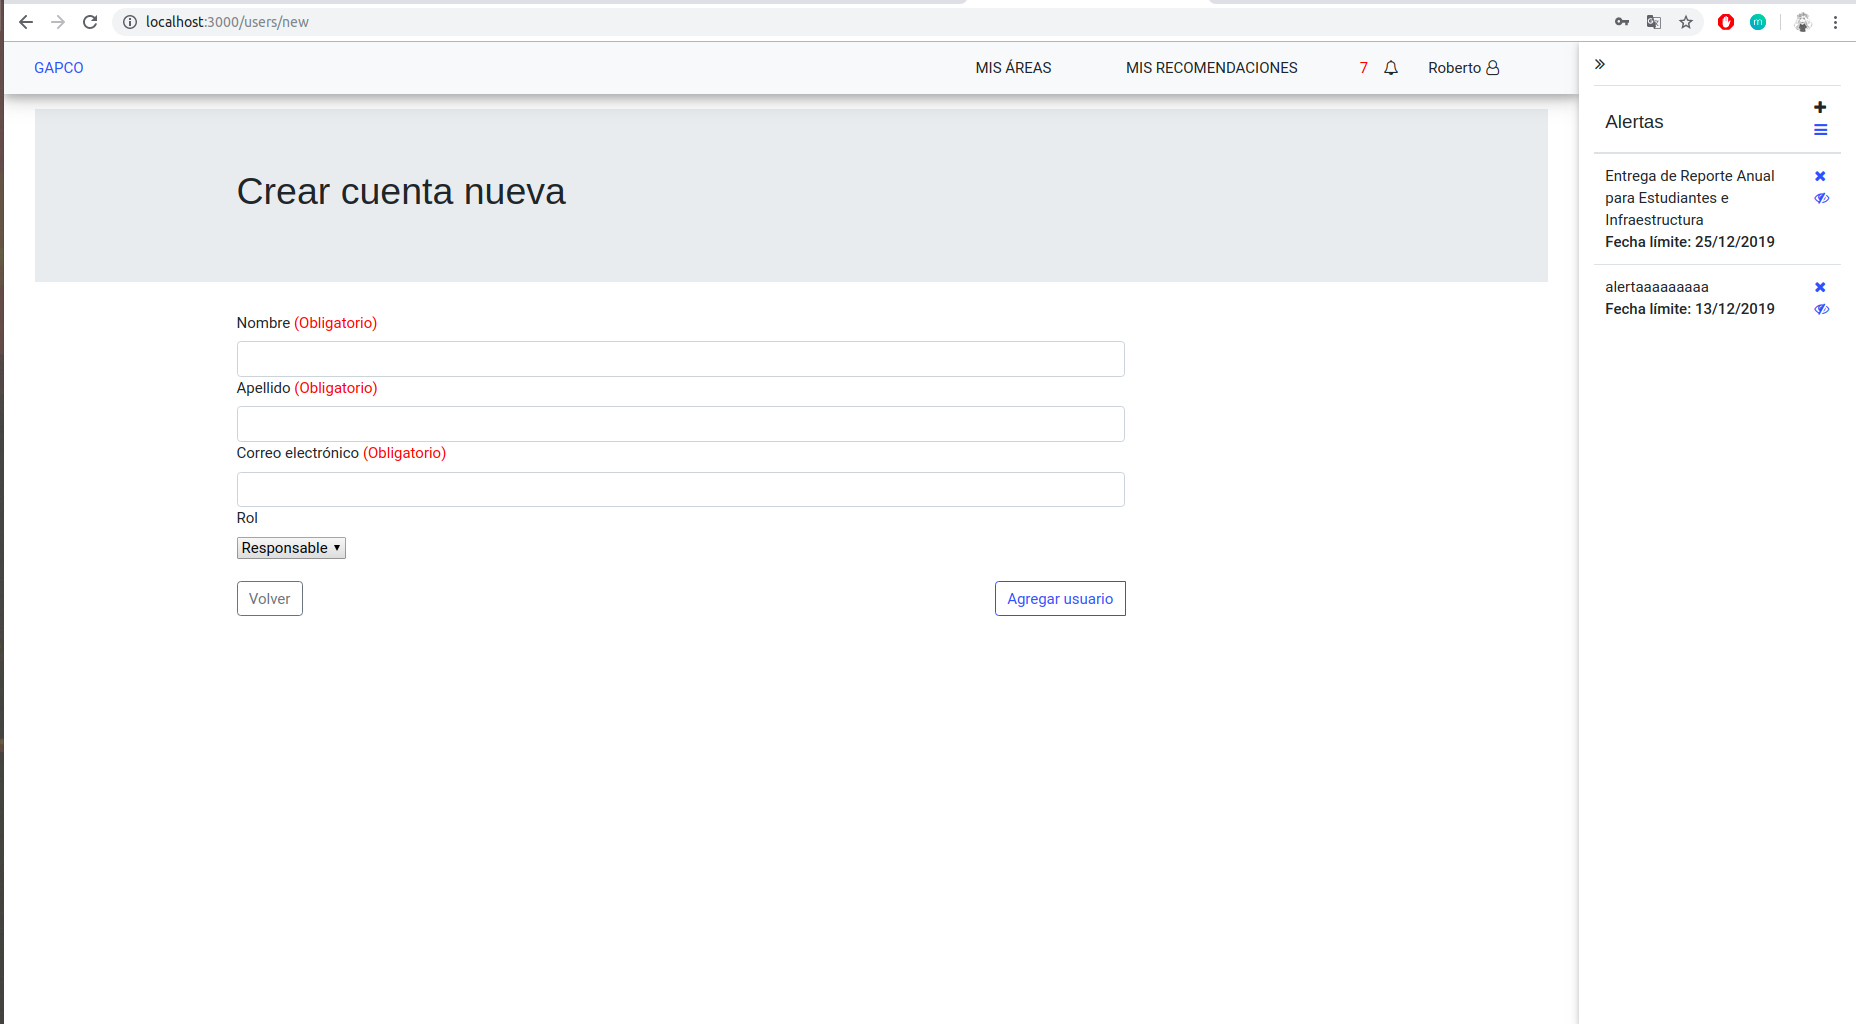 localhost:3000/users/new
GAPCO
MIS ÁREAS
MIS RECOMENDACIONES
7
Roberto
Crear cuenta nueva
Nombre (Obligatorio)
Apellido (Obligatorio)
Correo electrónico (Obligatorio)
Rol
Responsable
Volver
Agregar usuario
Alertas
Entrega de Reporte Anual
para Estudiantes e
Infraestructura
Fecha límite: 25/12/2019
alertaaaaaaaaa
Fecha límite: 13/12/2019